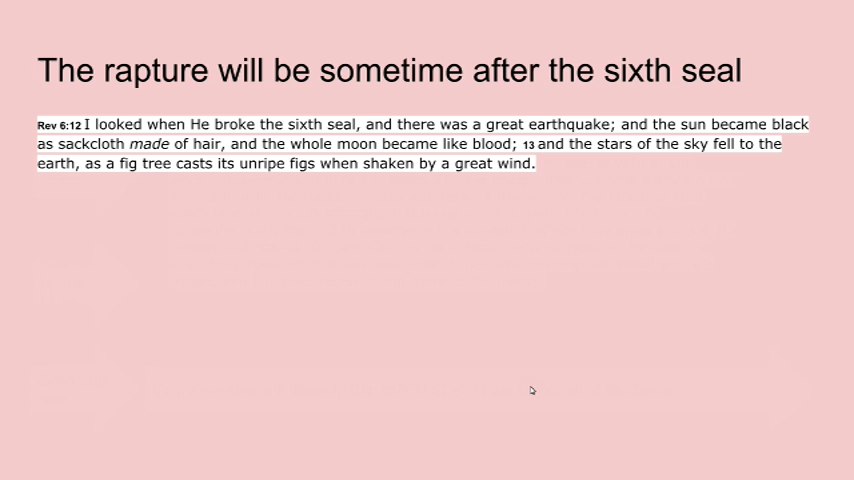 The rapture will be sometime after the sixth seal
Rev 6:12 I looked when He broke the sixth seal, and there was a great earthquake; and the sun became black
as sackcloth made of hair, and the whole moon became like blood; 13 and the stars of the sky fell to the
earth, as a fig tree casts its unripe figs when shaken by a great wind.